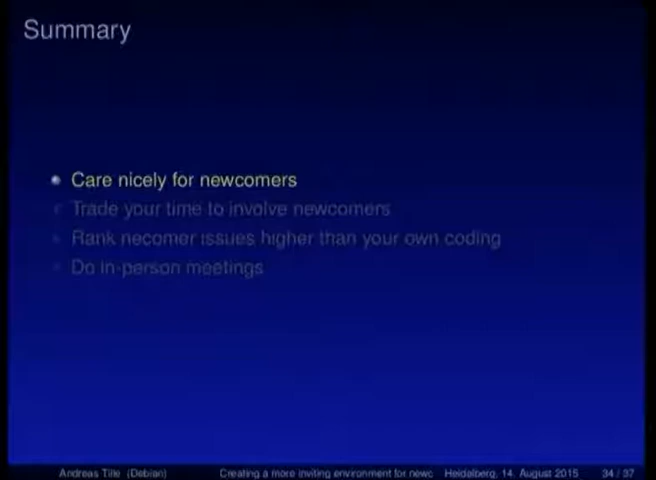 Summary
Care nicely for newcomers
Trade your time to involve newcomers
Rank necomer issues higher than your own coding
Do in-person meetings
Andreas Tille (Debian) Creating a more inviting environment for newc Heidelberg, 14. August 2015 34 / 37